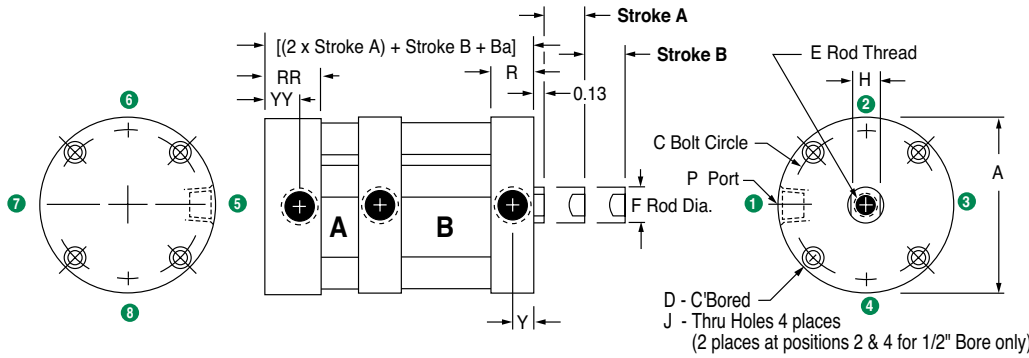 Stroke A
[(2 x Stroke A) + Stroke B + Ba]
Stroke B
E Rod Thread
RR
R
H
YY
0.13
6
2
C Bolt Circle
P Port
A
7
5
A
B
F Rod Dia.
1
3
8
Y
4
D - C'Bored
J - Thru Holes 4 places
(2 places at positions 2 & 4 for 1/2" Bore only)